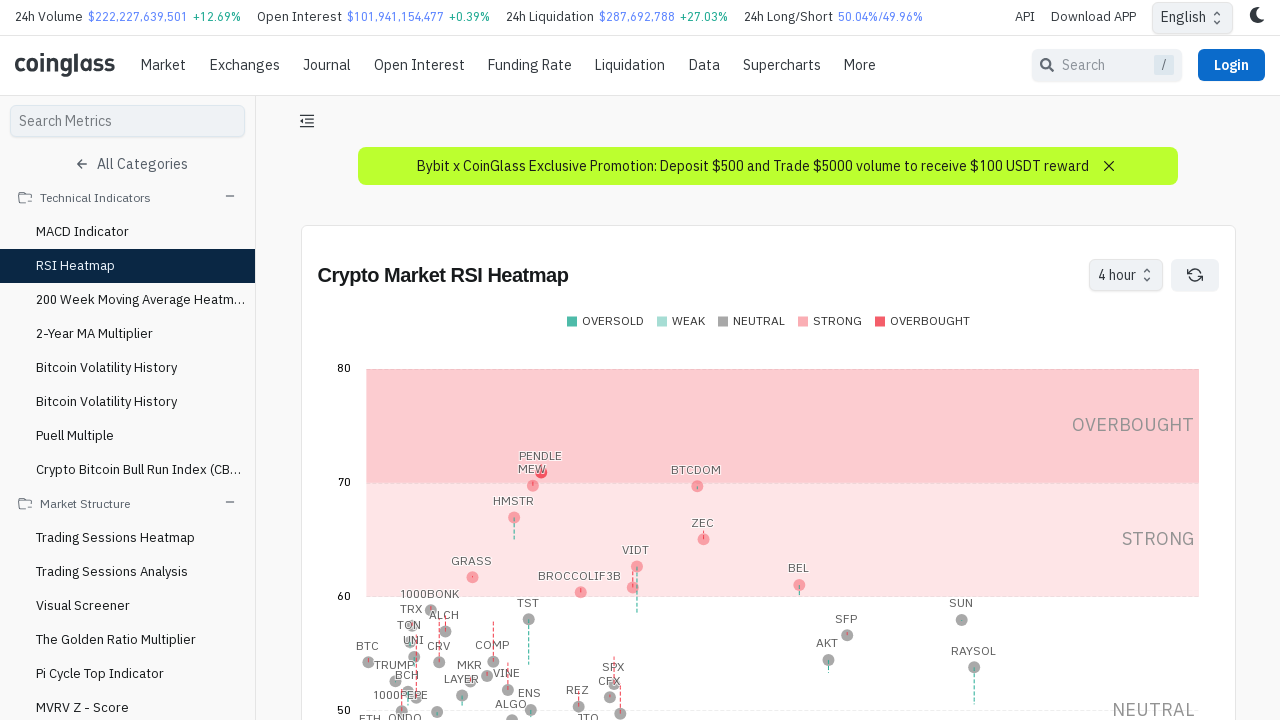 24h Volume $222,227,639,501 +12.69% Open Interest $101,941,154,477 +0.39% 24h Liquidation $287,692,788 +27.03% 24h Long/Short 50.04%/49.96% API Download APP English
coinglass Market Exchanges Journal Open Interest Funding Rate Liquidation Data Supercharts More Search / Login
Search Metrics
All Categories
Technical Indicators
MACD Indicator
RSI Heatmap
200 Week Moving Average Heatm...
2-Year MA Multiplier
Bitcoin Volatility History
Bitcoin Volatility History
Puell Multiple
Crypto Bitcoin Bull Run Index (CB...
Market Structure
Trading Sessions Heatmap
Trading Sessions Analysis
Visual Screener
The Golden Ratio Multiplier
Pi Cycle Top Indicator
MVRV Z - Score
Bybit x CoinGlass Exclusive Promotion: Deposit $500 and Trade $5000 volume to receive $100 USDT reward
Crypto Market RSI Heatmap
4 hour
OVERSOLD WEAK NEUTRAL STRONG OVERBOUGHT
80
OVERBOUGHT
PENDLE
MEW
BTCDOM
70
HMSTR
ZEC
STRONG
VIDT
GRASS
BEL
BROCCOLIF3B
1000BONK
60
TST
SUN
TRX
ALCH
SFP
TON
UNI
BTC
CRV
COMP
AKT
RAYSOL
TRUMP
MKR
SPX
BCH
VINE
LAYER
CFX
REZ
1000PEPE
ENS
ALGO
50
NEUTRAL
ETH
ONDO
JTO